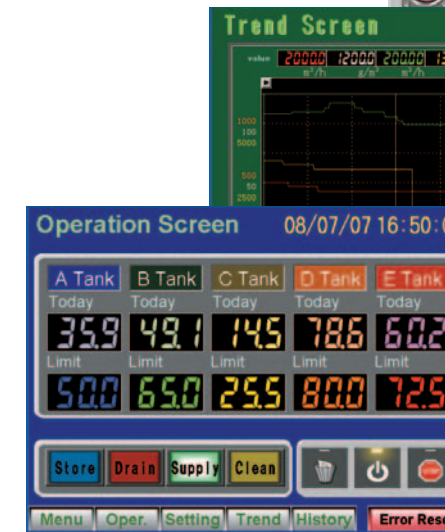 Trend Screen
value 2000.0 1200.0 200.00
m³/h g/m³ m³/h
1000
100
5000
500
50
2500
Operation Screen 08/07/07 16:50:
A Tank B Tank C Tank D Tank E Tank
Today Today Today Today Today
35.9 49.1 14.5 78.6 60.2
Limit Limit Limit Limit Limit
50.0 65.0 25.5 80.0 72.5
Store Drain Supply Clean
Menu Oper. Setting Trend History Error Rese